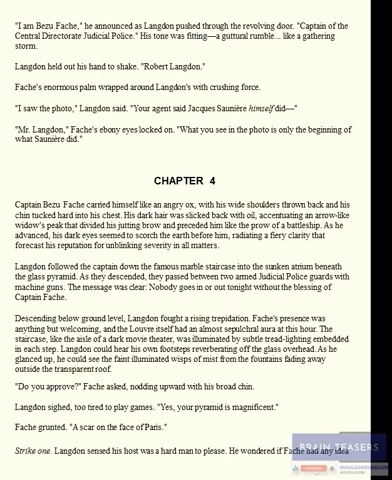 "I am Bezu Fache," he announced as Langdon pushed through the revolving door. "Captain of the
Central Directorate Judicial Police." His tone was fitting—a guttural rumble... like a gathering
storm.
Langdon held out his hand to shake. "Robert Langdon."
Fache's enormous palm wrapped around Langdon's with crushing force.
"I saw the photo," Langdon said. "Your agent said Jacques Saunière himself did—"
"Mr. Langdon," Fache's ebony eyes locked on. "What you see in the photo is only the beginning of
what Saunière did."
CHAPTER 4
Captain Bezu Fache carried himself like an angry ox, with his wide shoulders thrown back and his
chin tucked hard into his chest. His dark hair was slicked back with oil, accentuating an arrow-like
widow's peak that divided his jutting brow and preceded him like the prow of a battleship. As he
advanced, his dark eyes seemed to scorch the earth before him, radiating a fiery clarity that
forecast his reputation for unblinking severity in all matters.
Langdon followed the captain down the famous marble staircase into the sunken atrium beneath
the glass pyramid. As they descended, they passed between two armed Judicial Police guards with
machine guns. The message was clear: Nobody goes in or out tonight without the blessing of
Captain Fache.
Descending below ground level, Langdon fought a rising trepidation. Fache's presence was
anything but welcoming, and the Louvre itself had an almost sepulchral aura at this hour. The
staircase, like the aisle of a dark movie theater, was illuminated by subtle tread-lighting embedded
in each step. Langdon could hear his own footsteps reverberating off the glass overhead. As he
glanced up, he could see the faint illuminated wisps of mist from the fountains fading away
outside the transparent roof.
"Do you approve?" Fache asked, nodding upward with his broad chin.
Langdon sighed, too tired to play games. "Yes, your pyramid is magnificent."
Fache grunted. "A scar on the face of Paris."
Strike one. Langdon sensed his host was a hard man to please. He wondered if Fache had any idea
BRAIN TEASERS